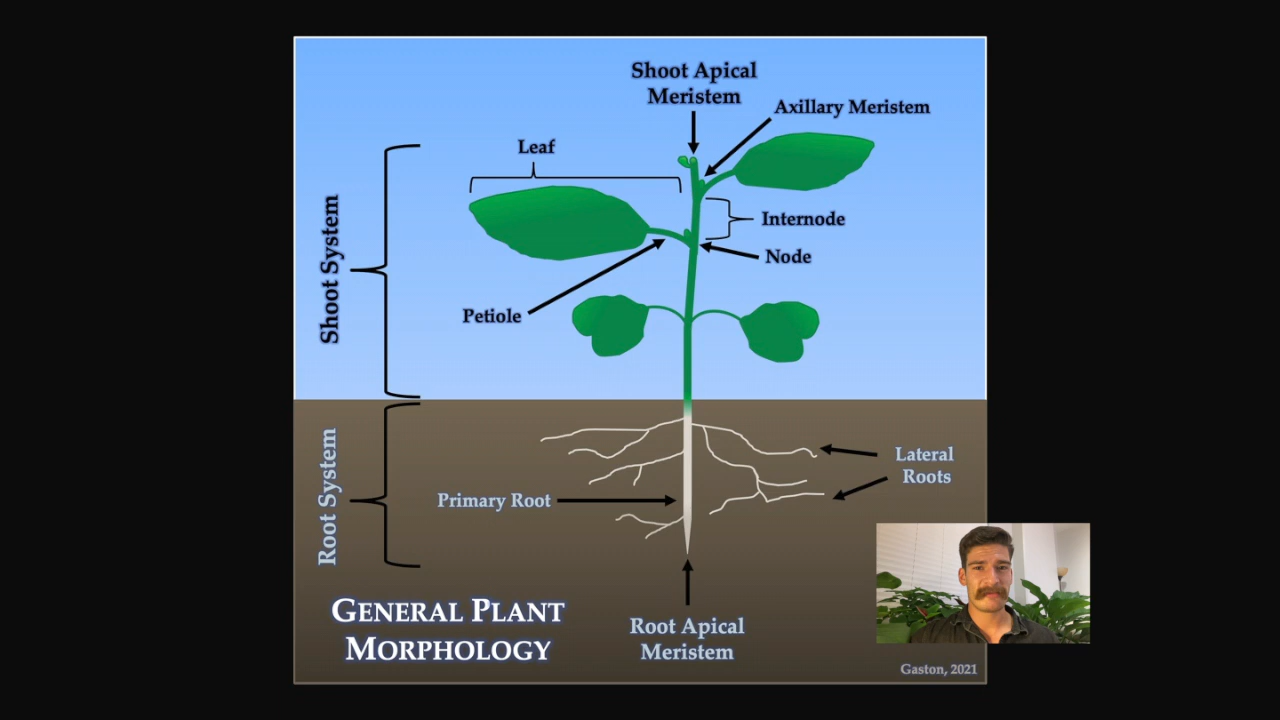 Shoot Apical
Meristem
Axillary Meristem
Leaf
Shoot System
Internode
Node
Petiole
Root System
Lateral
Roots
Primary Root
GENERAL PLANT
MORPHOLOGY
Root Apical
Meristem
Gaston, 2021